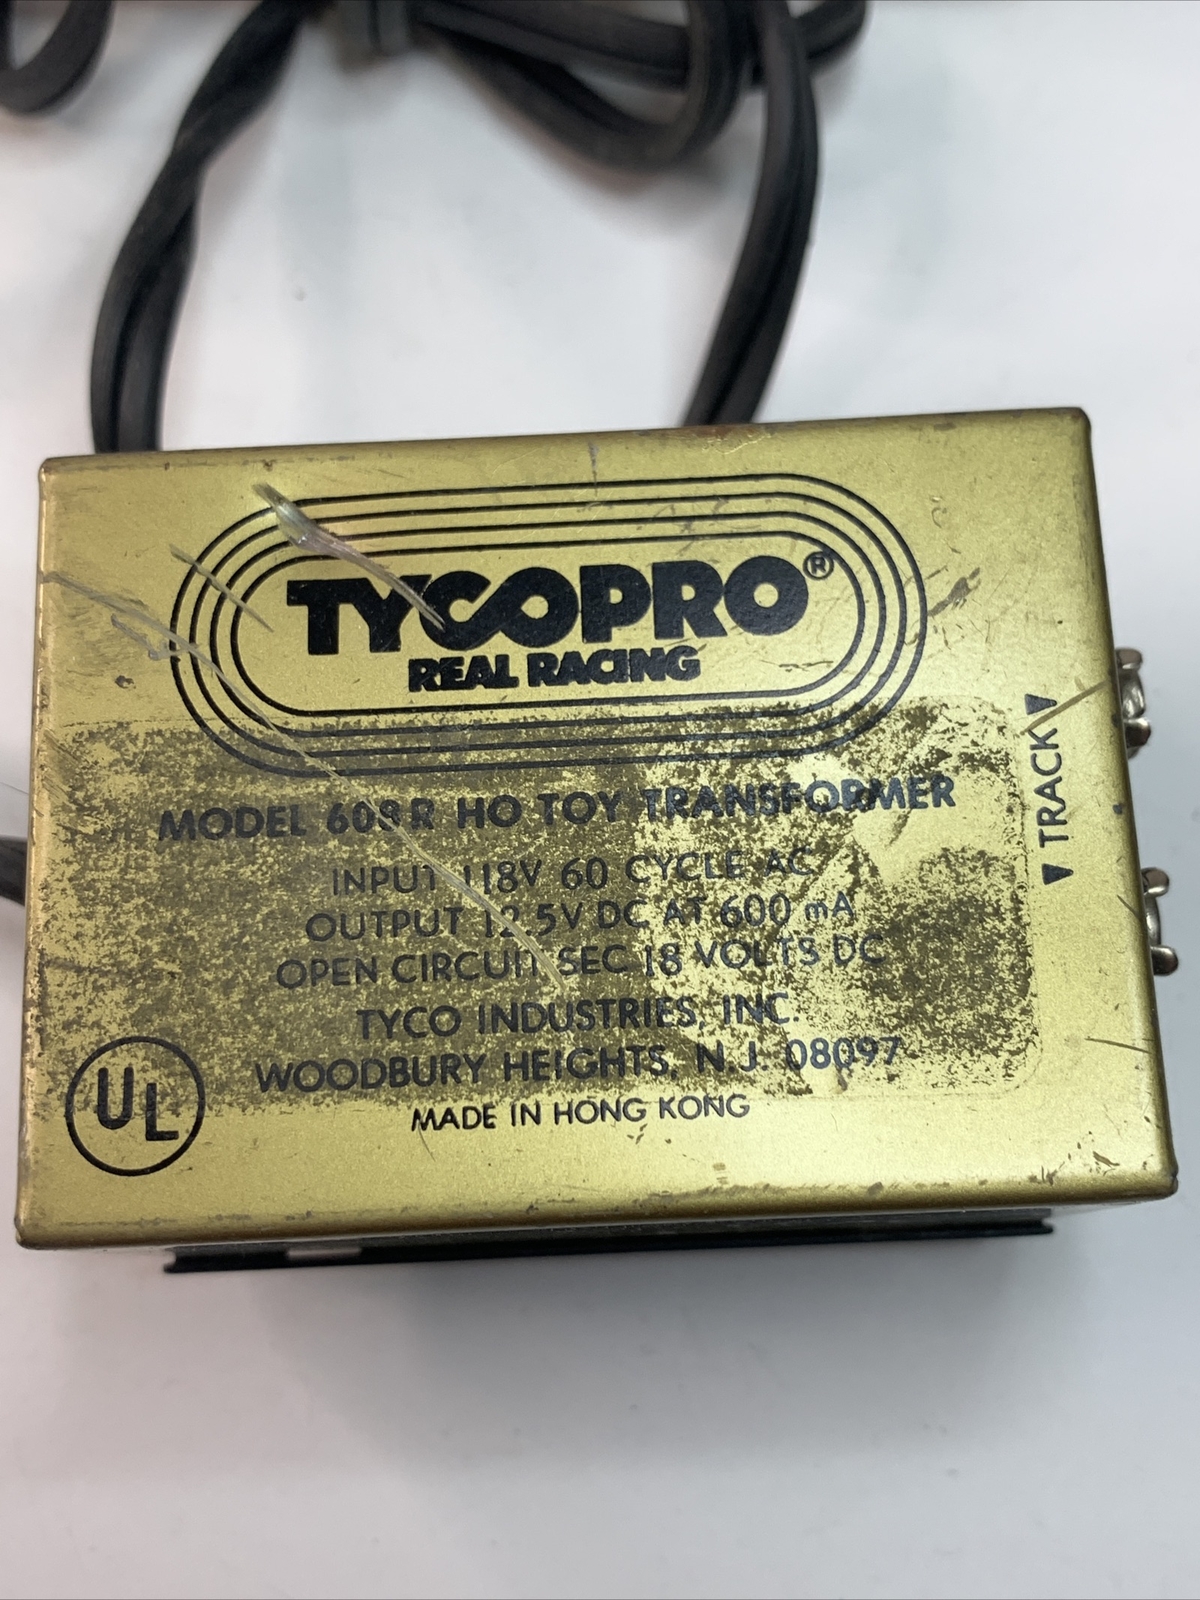 TYCOPRO®
REAL RACING
MODEL 608R HO TOY TRANSFORMER
INPUT 118V 60 CYCLE AC
OUTPUT 12.5V DC AT 600 mA
OPEN CIRCUIT SEC. 18 VOLTS DC
TYCO INDUSTRIES, INC.
WOODBURY HEIGHTS, N.J. 08097
MADE IN HONG KONG
UL
◄ TRACK ►